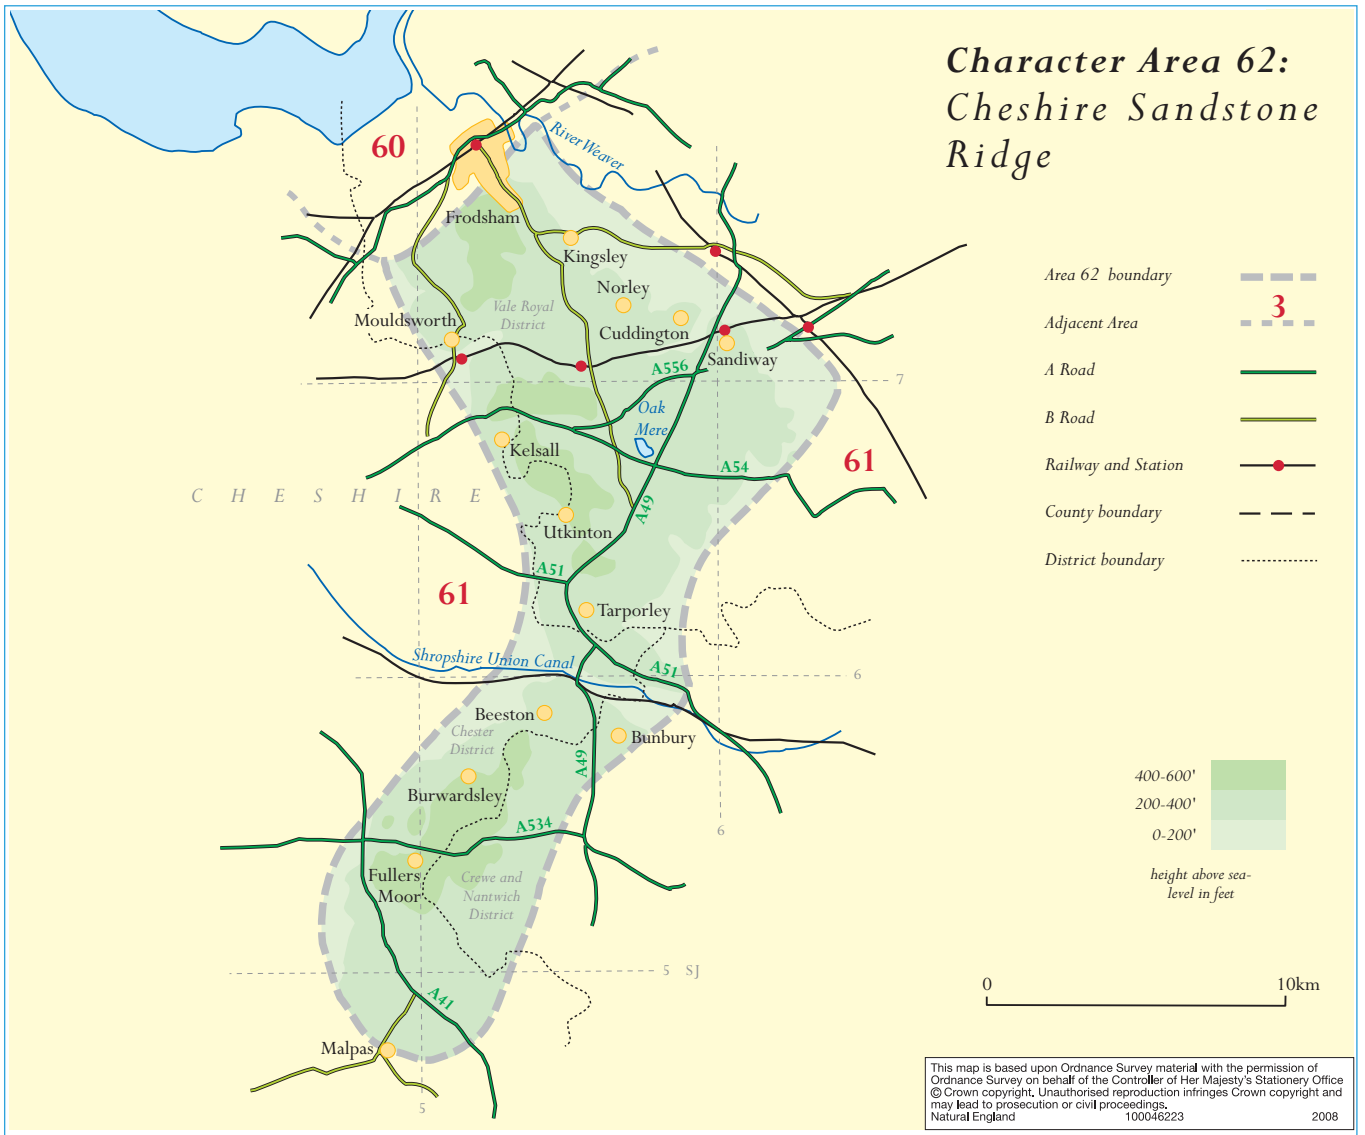 Character Area 62:
Cheshire Sandstone
Ridge
60
River Weaver
Frodsham
Kingsley
Norley
Vale Royal
District
Mouldsworth
Cuddington
Sandiway
A556
7
Oak
Mere
Kelsall
A54
61
C H E S H I R E
A49
Utkinton
A51
61
Tarporley
Shropshire Union Canal
A51
6
Beeston
Chester
District
Bunbury
A49
Burwardsley
A534
6
Fullers
Moor
Crewe and
Nantwich
District
5 SJ
A41
Malpas
5
Area 62 boundary
3
Adjacent Area
A Road
B Road
Railway and Station
County boundary
District boundary
400-600'
200-400'
0-200'
height above sea-
level in feet
0 10km
This map is based upon Ordnance Survey material with the permission of
Ordnance Survey on behalf of the Controller of Her Majesty's Stationery Office
© Crown copyright. Unauthorised reproduction infringes Crown copyright and
may lead to prosecution or civil proceedings.
Natural England 100046223 2008